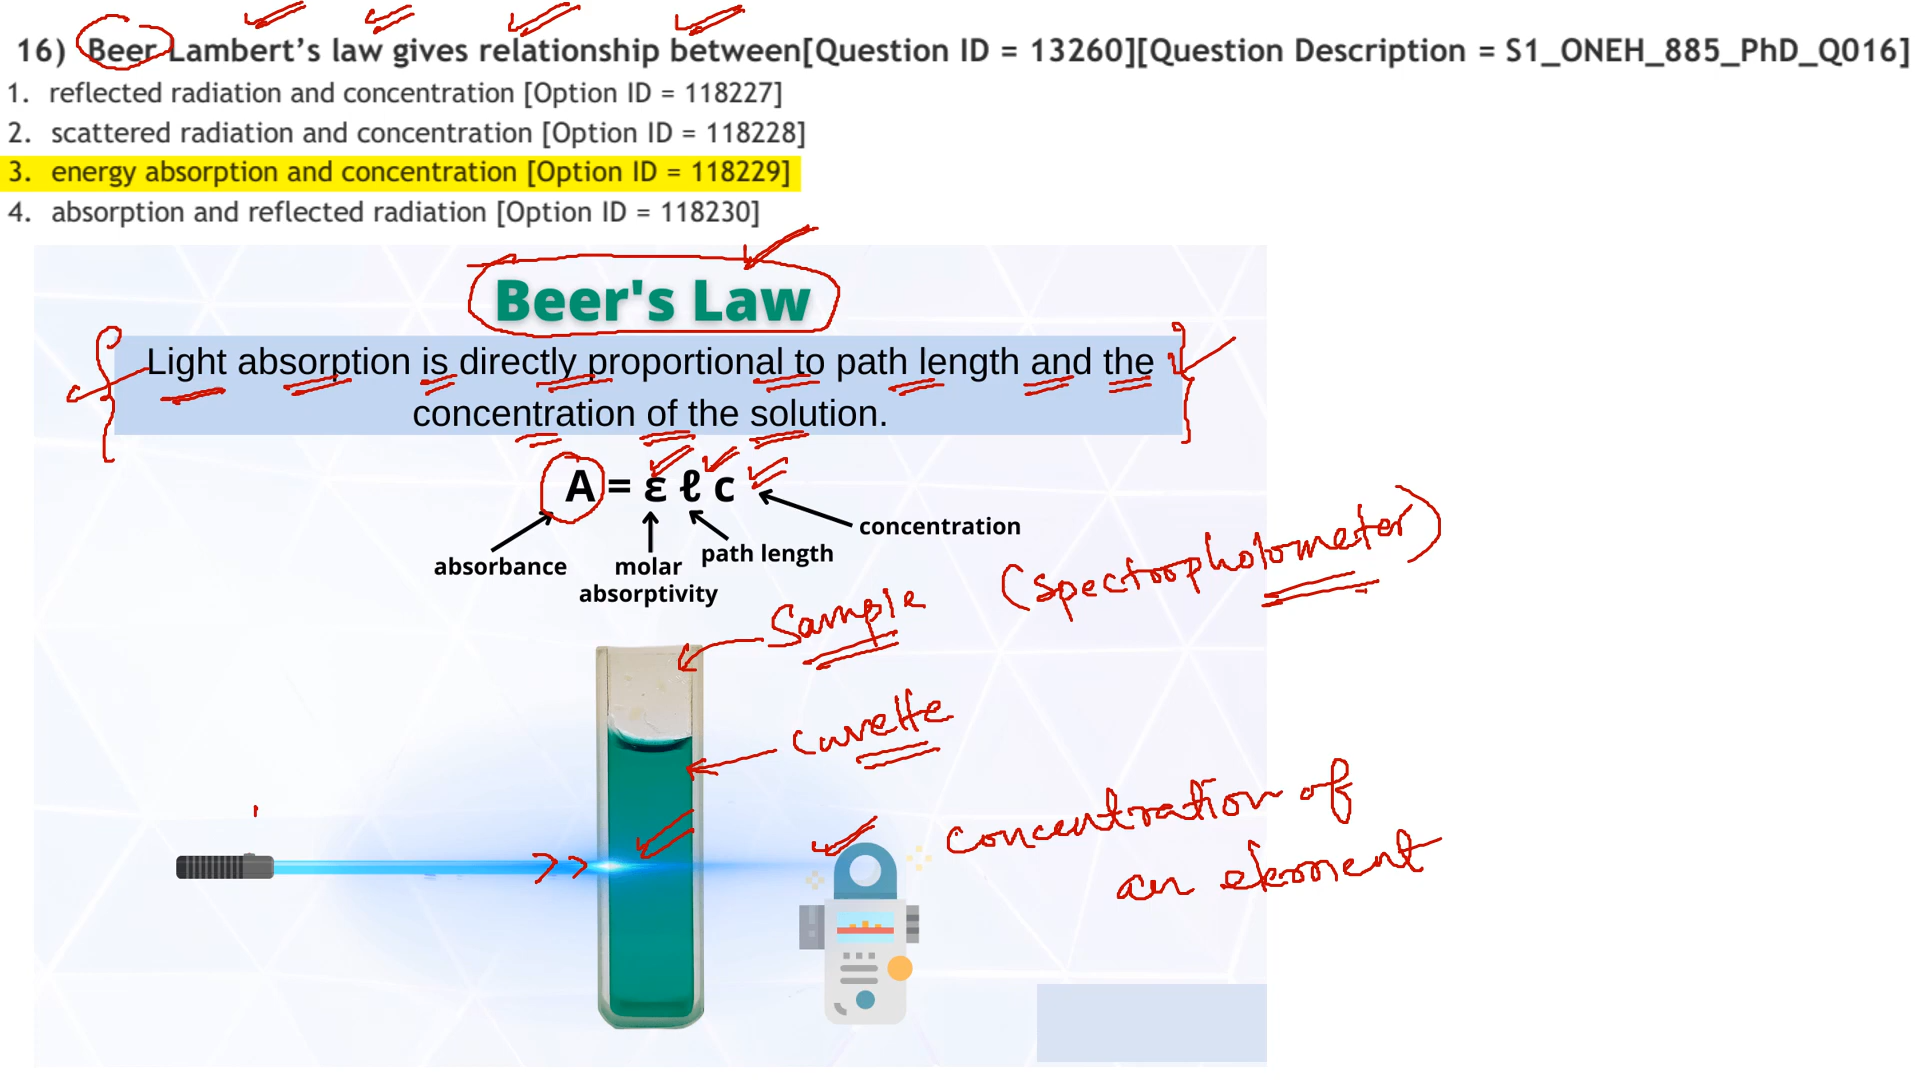 16) Beer Lambert's law gives relationship between[Question ID = 13260][Question Description = S1_ONEH_885_PhD_Q016]
1. reflected radiation and concentration [Option ID = 118227]
2. scattered radiation and concentration [Option ID = 118228]
3. energy absorption and concentration [Option ID = 118229]
4. absorption and reflected radiation [Option ID = 118230]
Beer's Law
Light absorption is directly proportional to path length and the
concentration of the solution.
A = ε ℓ c
concentration
path length
absorbance
molar
absorptivity
(Spectrophotometer)
Sample
Cuvette
Concentration of
an element